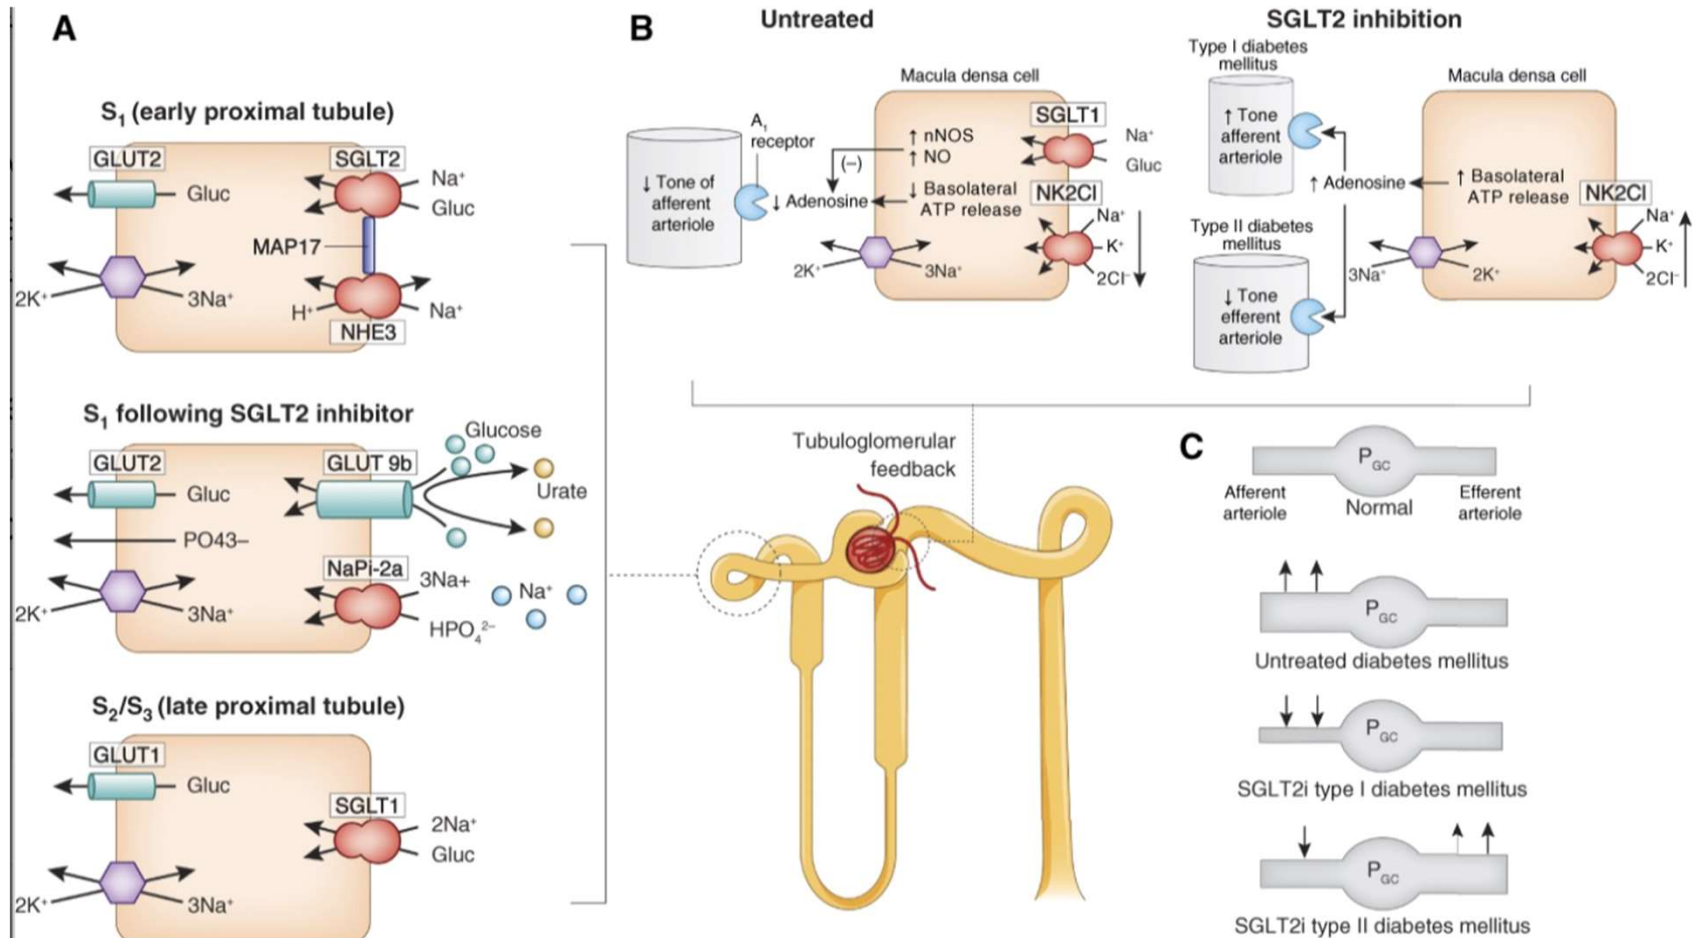 A
S1 (early proximal tubule)
GLUT2
SGLT2
Gluc
Na+
Gluc
MAP17
2K+
3Na+
H+
Na+
NHE3
S1 following SGLT2 inhibitor
GLUT2
GLUT 9b
Glucose
Gluc
Urate
PO43–
NaPi-2a
3Na+
Na+
2K+
3Na+
HPO4 2–
S2/S3 (late proximal tubule)
GLUT1
Gluc
SGLT1
2Na+
Gluc
2K+
3Na+
B
Untreated
Macula densa cell
A1
receptor
↓ Tone of
afferent
arteriole
↓ Adenosine
(–)
↑ nNOS
↑ NO
↓ Basolateral
ATP release
SGLT1
Na+
Gluc
NK2Cl
Na+
K+
2Cl–
2K+
3Na+
SGLT2 inhibition
Type I diabetes
mellitus
Macula densa cell
↑ Tone
afferent
arteriole
↑ Adenosine
↑ Basolateral
ATP release
NK2Cl
Na+
K+
2Cl–
3Na+
2K+
Type II diabetes
mellitus
↓ Tone
efferent
arteriole
Tubuloglomerular
feedback
C
PGC
Afferent
arteriole
Normal
Efferent
arteriole
PGC
Untreated diabetes mellitus
PGC
SGLT2i type I diabetes mellitus
PGC
SGLT2i type II diabetes mellitus